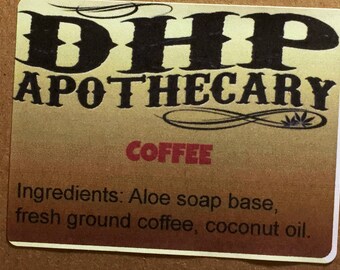 DHP
APOTHECARY
COFFEE
Ingredients: Aloe soap base,
fresh ground coffee, coconut oil.